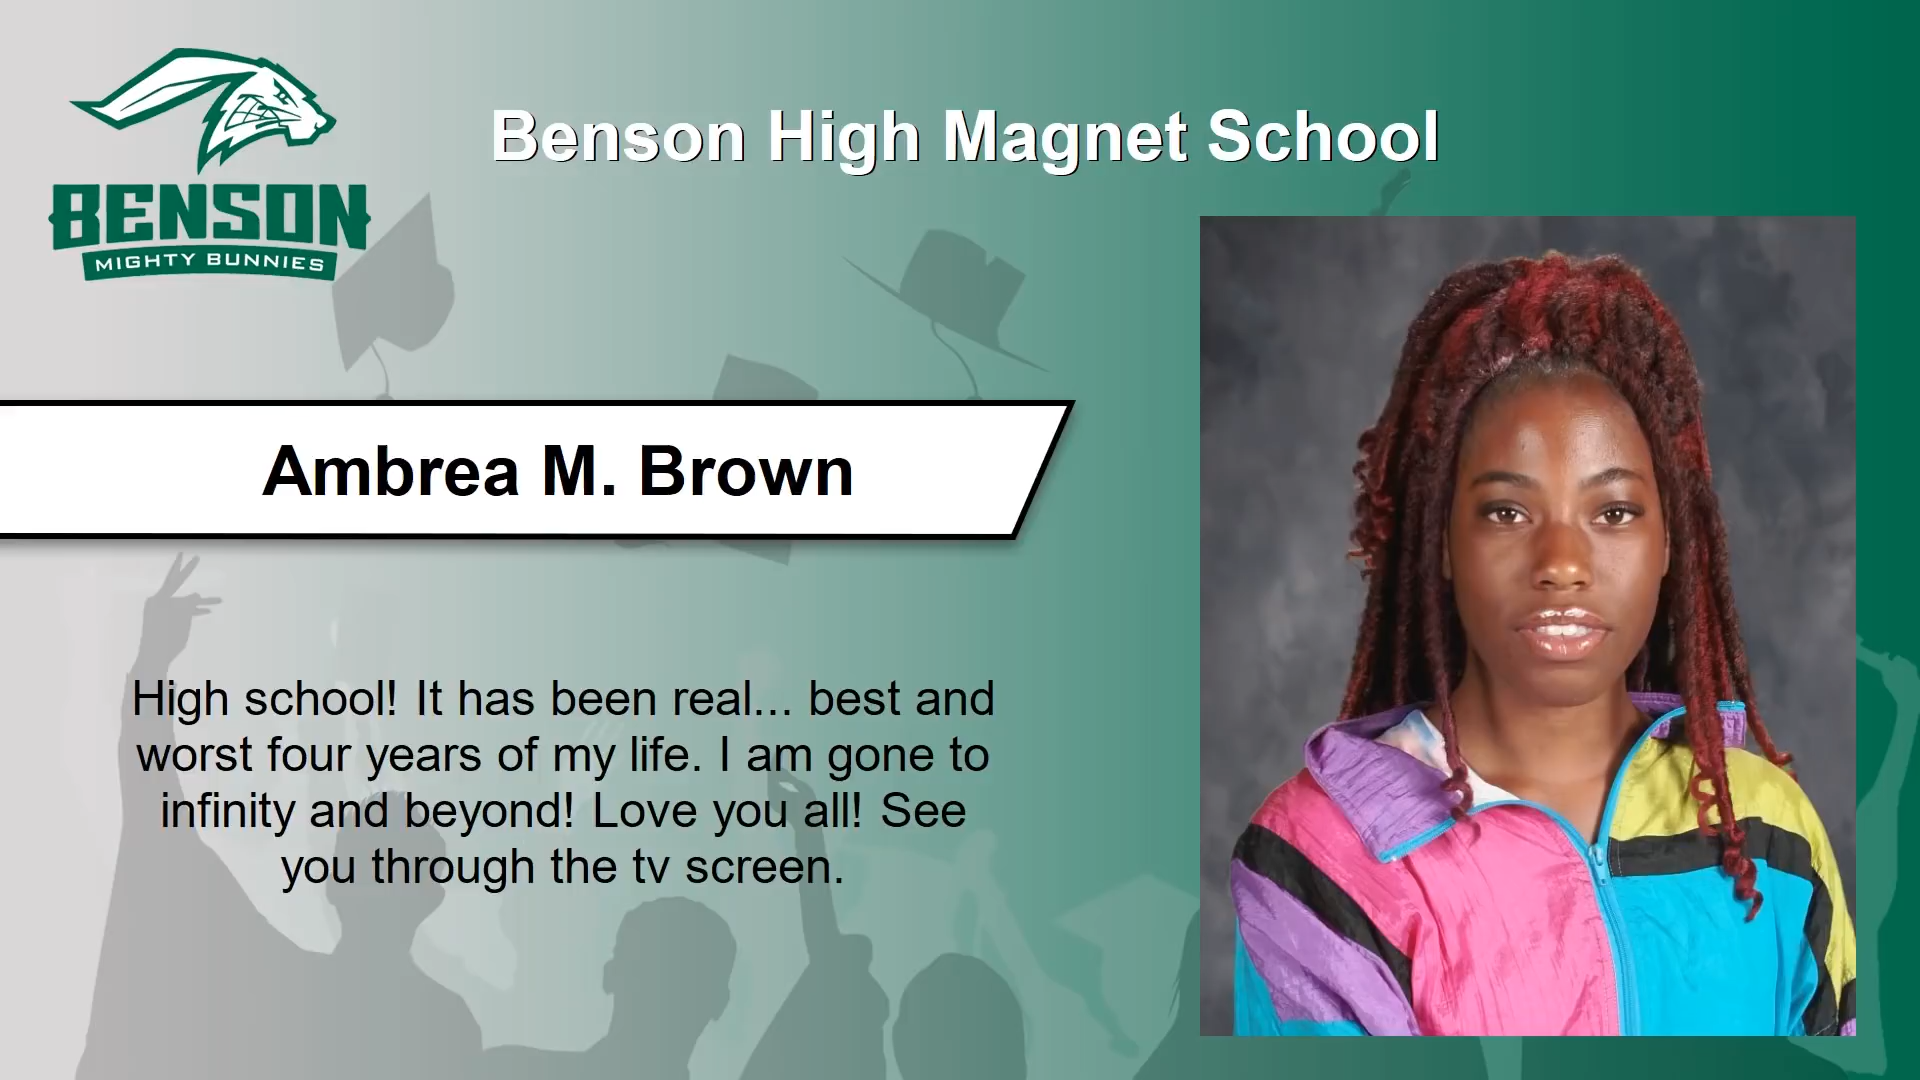 BENSON
MIGHTY BUNNIES
Benson High Magnet School
Ambrea M. Brown
High school! It has been real... best and
worst four years of my life. I am gone to
infinity and beyond! Love you all! See
you through the tv screen.